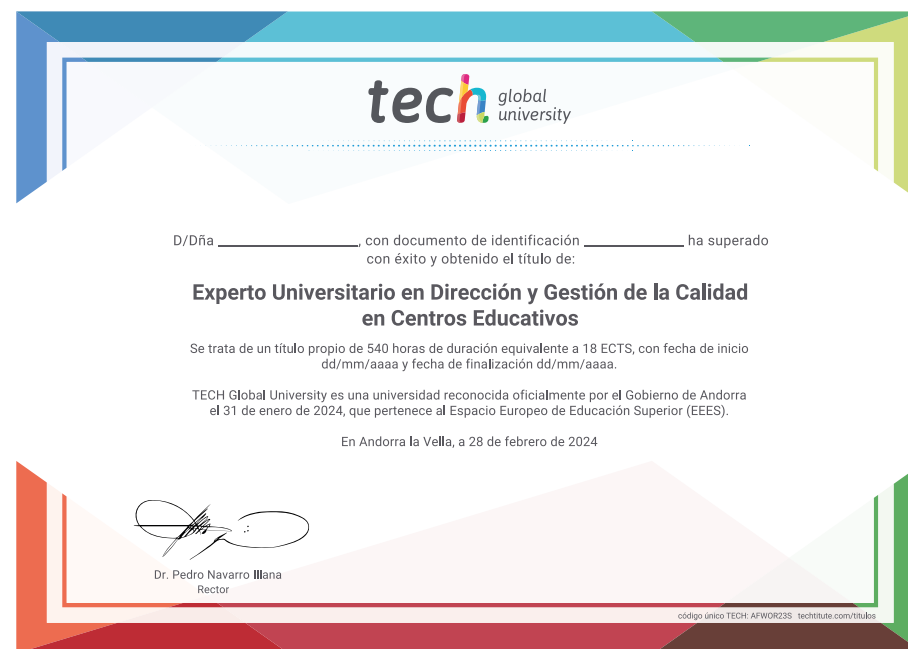 tech global university
D/Dña ______________, con documento de identificación __________ ha superado
con éxito y obtenido el título de:
Experto Universitario en Dirección y Gestión de la Calidad
en Centros Educativos
Se trata de un título propio de 540 horas de duración equivalente a 18 ECTS, con fecha de inicio
dd/mm/aaaa y fecha de finalización dd/mm/aaaa.
TECH Global University es una universidad reconocida oficialmente por el Gobierno de Andorra
el 31 de enero de 2024, que pertenece al Espacio Europeo de Educación Superior (EEES).
En Andorra la Vella, a 28 de febrero de 2024
Dr. Pedro Navarro Illana
Rector
código único TECH: AFWOR23S techtitute.com/titulos